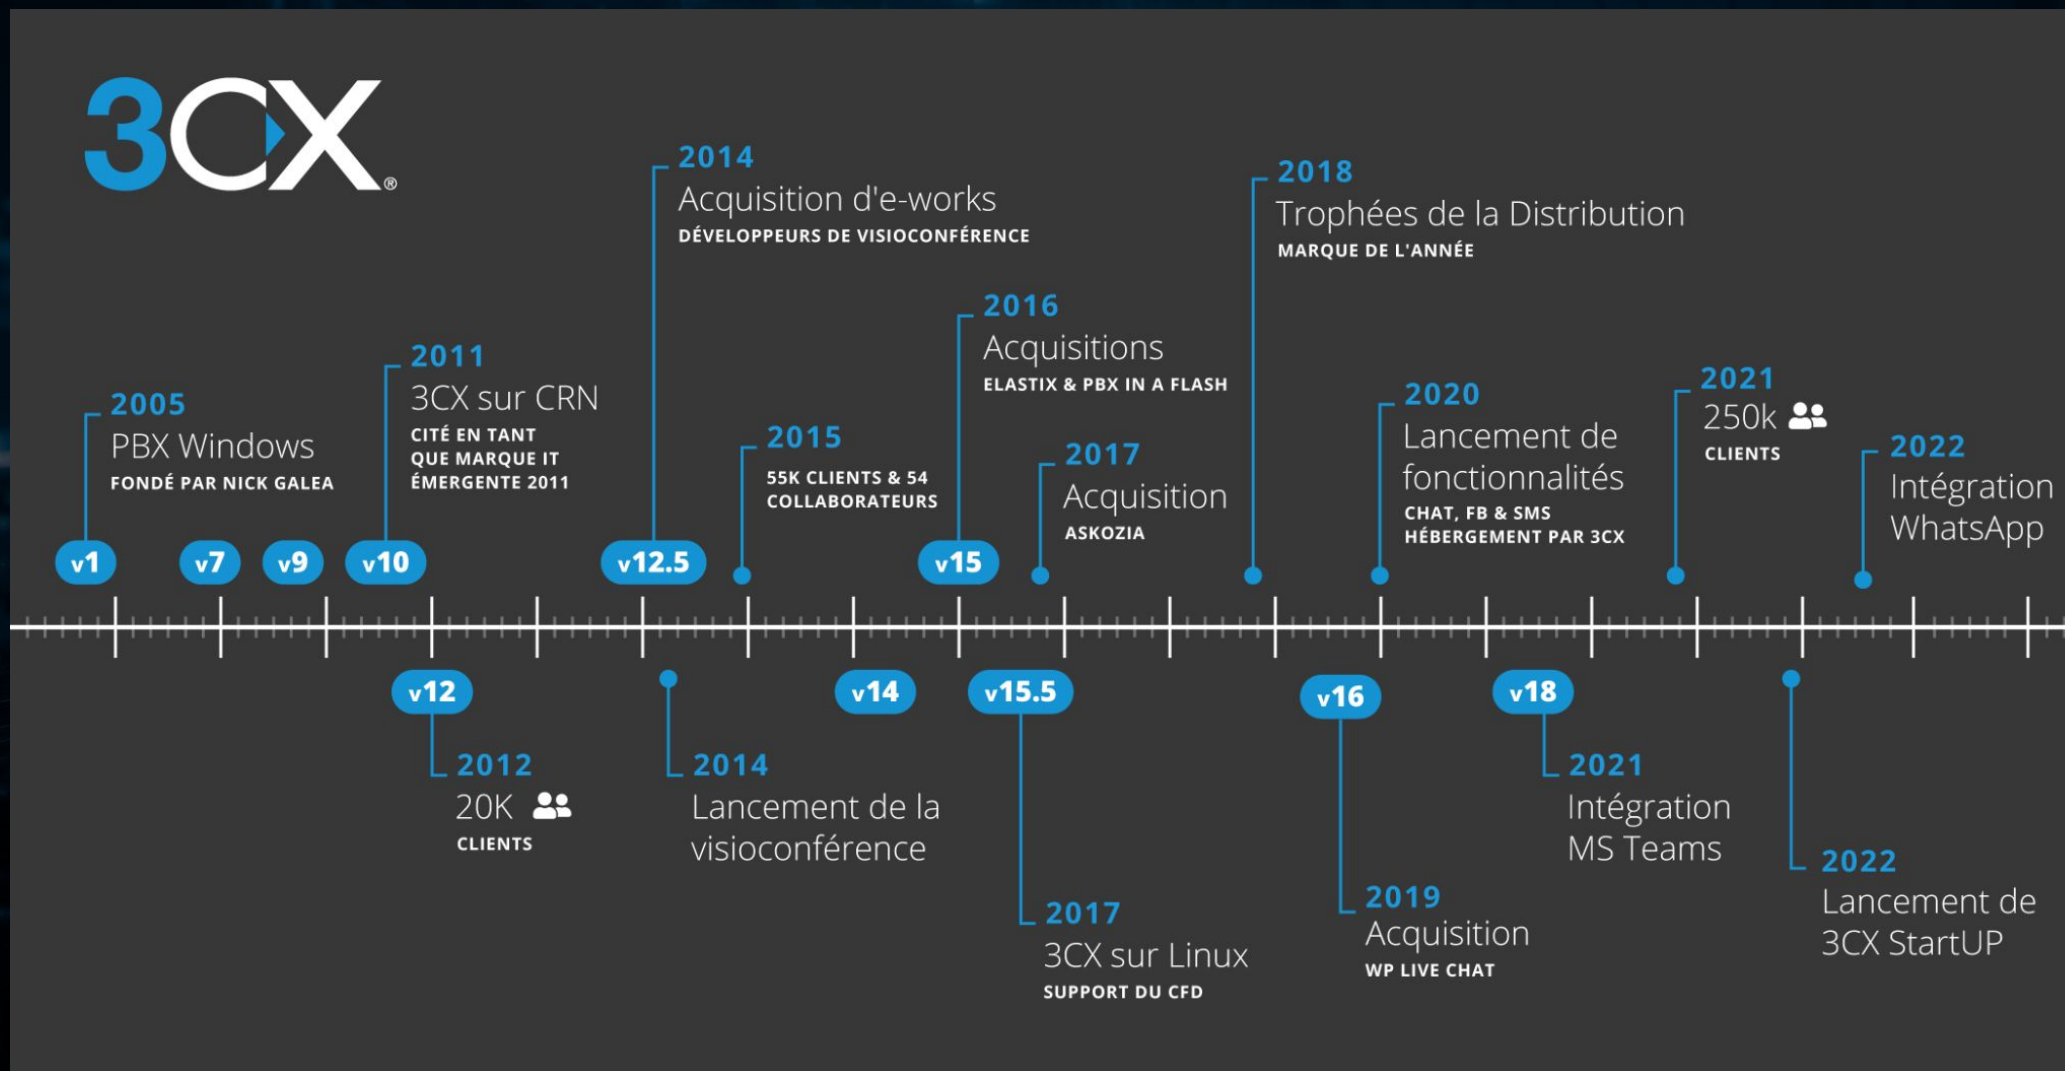 3CX®
2005
PBX Windows
FONDÉ PAR NICK GALEA
2011
3CX sur CRN
CITÉ EN TANT
QUE MARQUE IT
ÉMERGENTE 2011
2014
Acquisition d'e-works
DÉVELOPPEURS DE VISIOCONFÉRENCE
2015
55K CLIENTS & 54
COLLABORATEURS
2016
Acquisitions
ELASTIX & PBX IN A FLASH
2017
Acquisition
ASKOZIA
2018
Trophées de la Distribution
MARQUE DE L'ANNÉE
2020
Lancement de
fonctionnalités
CHAT, FB & SMS
HÉBERGEMENT PAR 3CX
2021
250k
CLIENTS
2022
Intégration
WhatsApp
v1
v7
v9
v10
v12.5
v15
v12
v14
v15.5
v16
v18
2012
20K
CLIENTS
2014
Lancement de la
visioconférence
2017
3CX sur Linux
SUPPORT DU CFD
2019
Acquisition
WP LIVE CHAT
2021
Intégration
MS Teams
2022
Lancement de
3CX StartUP